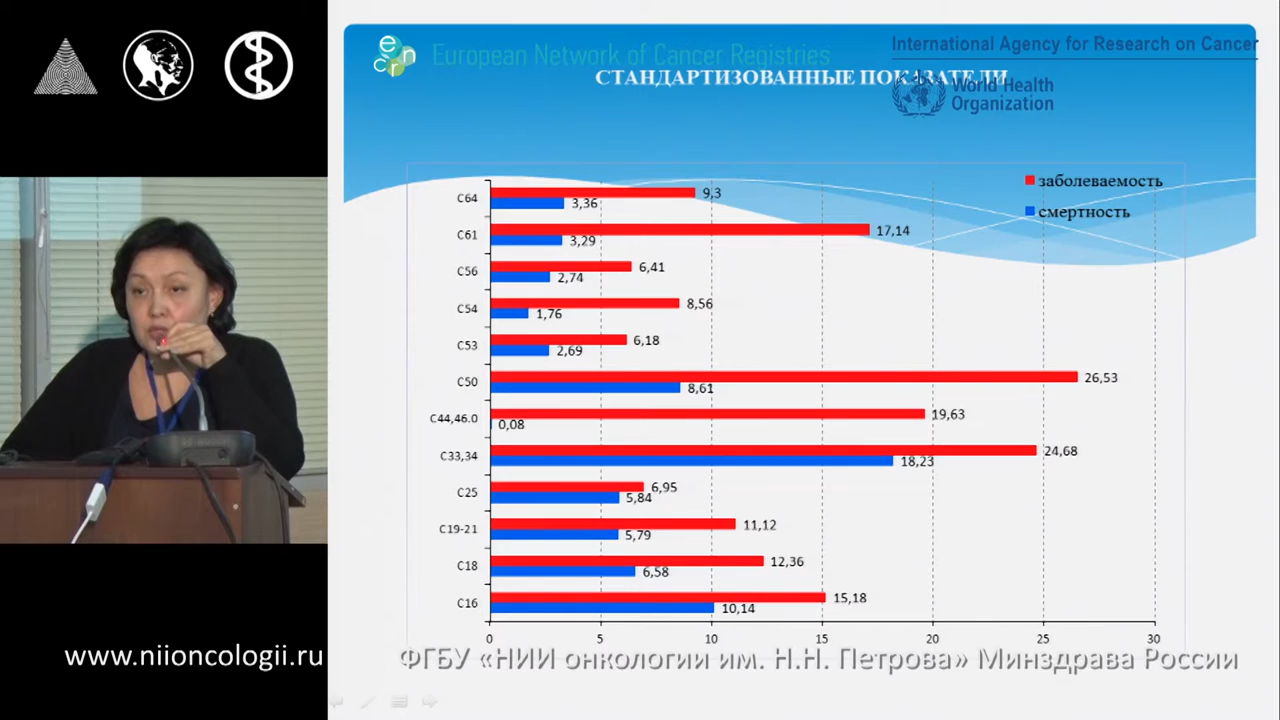 www.niioncologii.ru
ecrn
European Network of Cancer Registries
International Agency for Research on Cancer
СТАНДАРТИЗОВАННЫЕ ПОКАЗАТЕЛИ
World Health
Organization
заболеваемость
смертность
C64 9,3 3,36
C61 17,14 3,29
C56 6,41 2,74
C54 8,56 1,76
C53 6,18 2,69
C50 26,53 8,61
C44,46.0 19,63 0,08
C33,34 24,68 18,23
C25 6,95 5,84
C19-21 11,12 5,79
C18 12,36 6,58
C16 15,18 10,14
0 5 10 15 20 25 30
ФГБУ «НИИ онкологии им. Н.Н. Петрова» Минздрава России